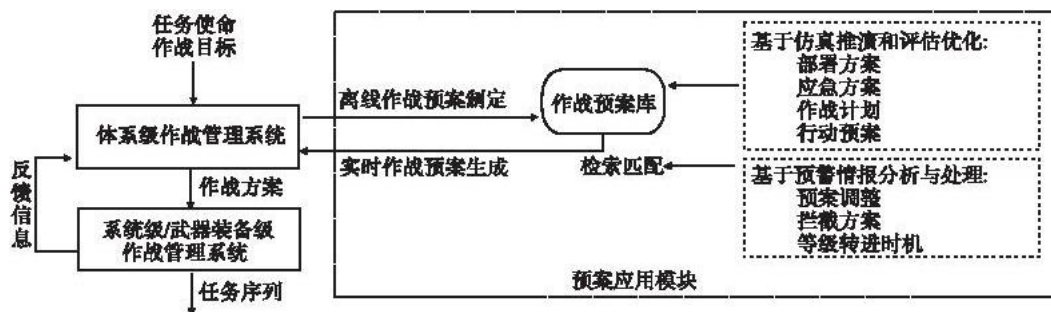 任务使命
作战目标
体系级作战管理系统
作战方案
系统级/武器装备级
作战管理系统
任务序列
反馈信息
离线作战预案制定
作战预案库
实时作战预案生成
检索匹配
基于仿真推演和评估优化:
部署方案
应急方案
作战计划
行动预案
基于预警情报分析与处理:
预案调整
拦截方案
等级转进时机
预案应用模块